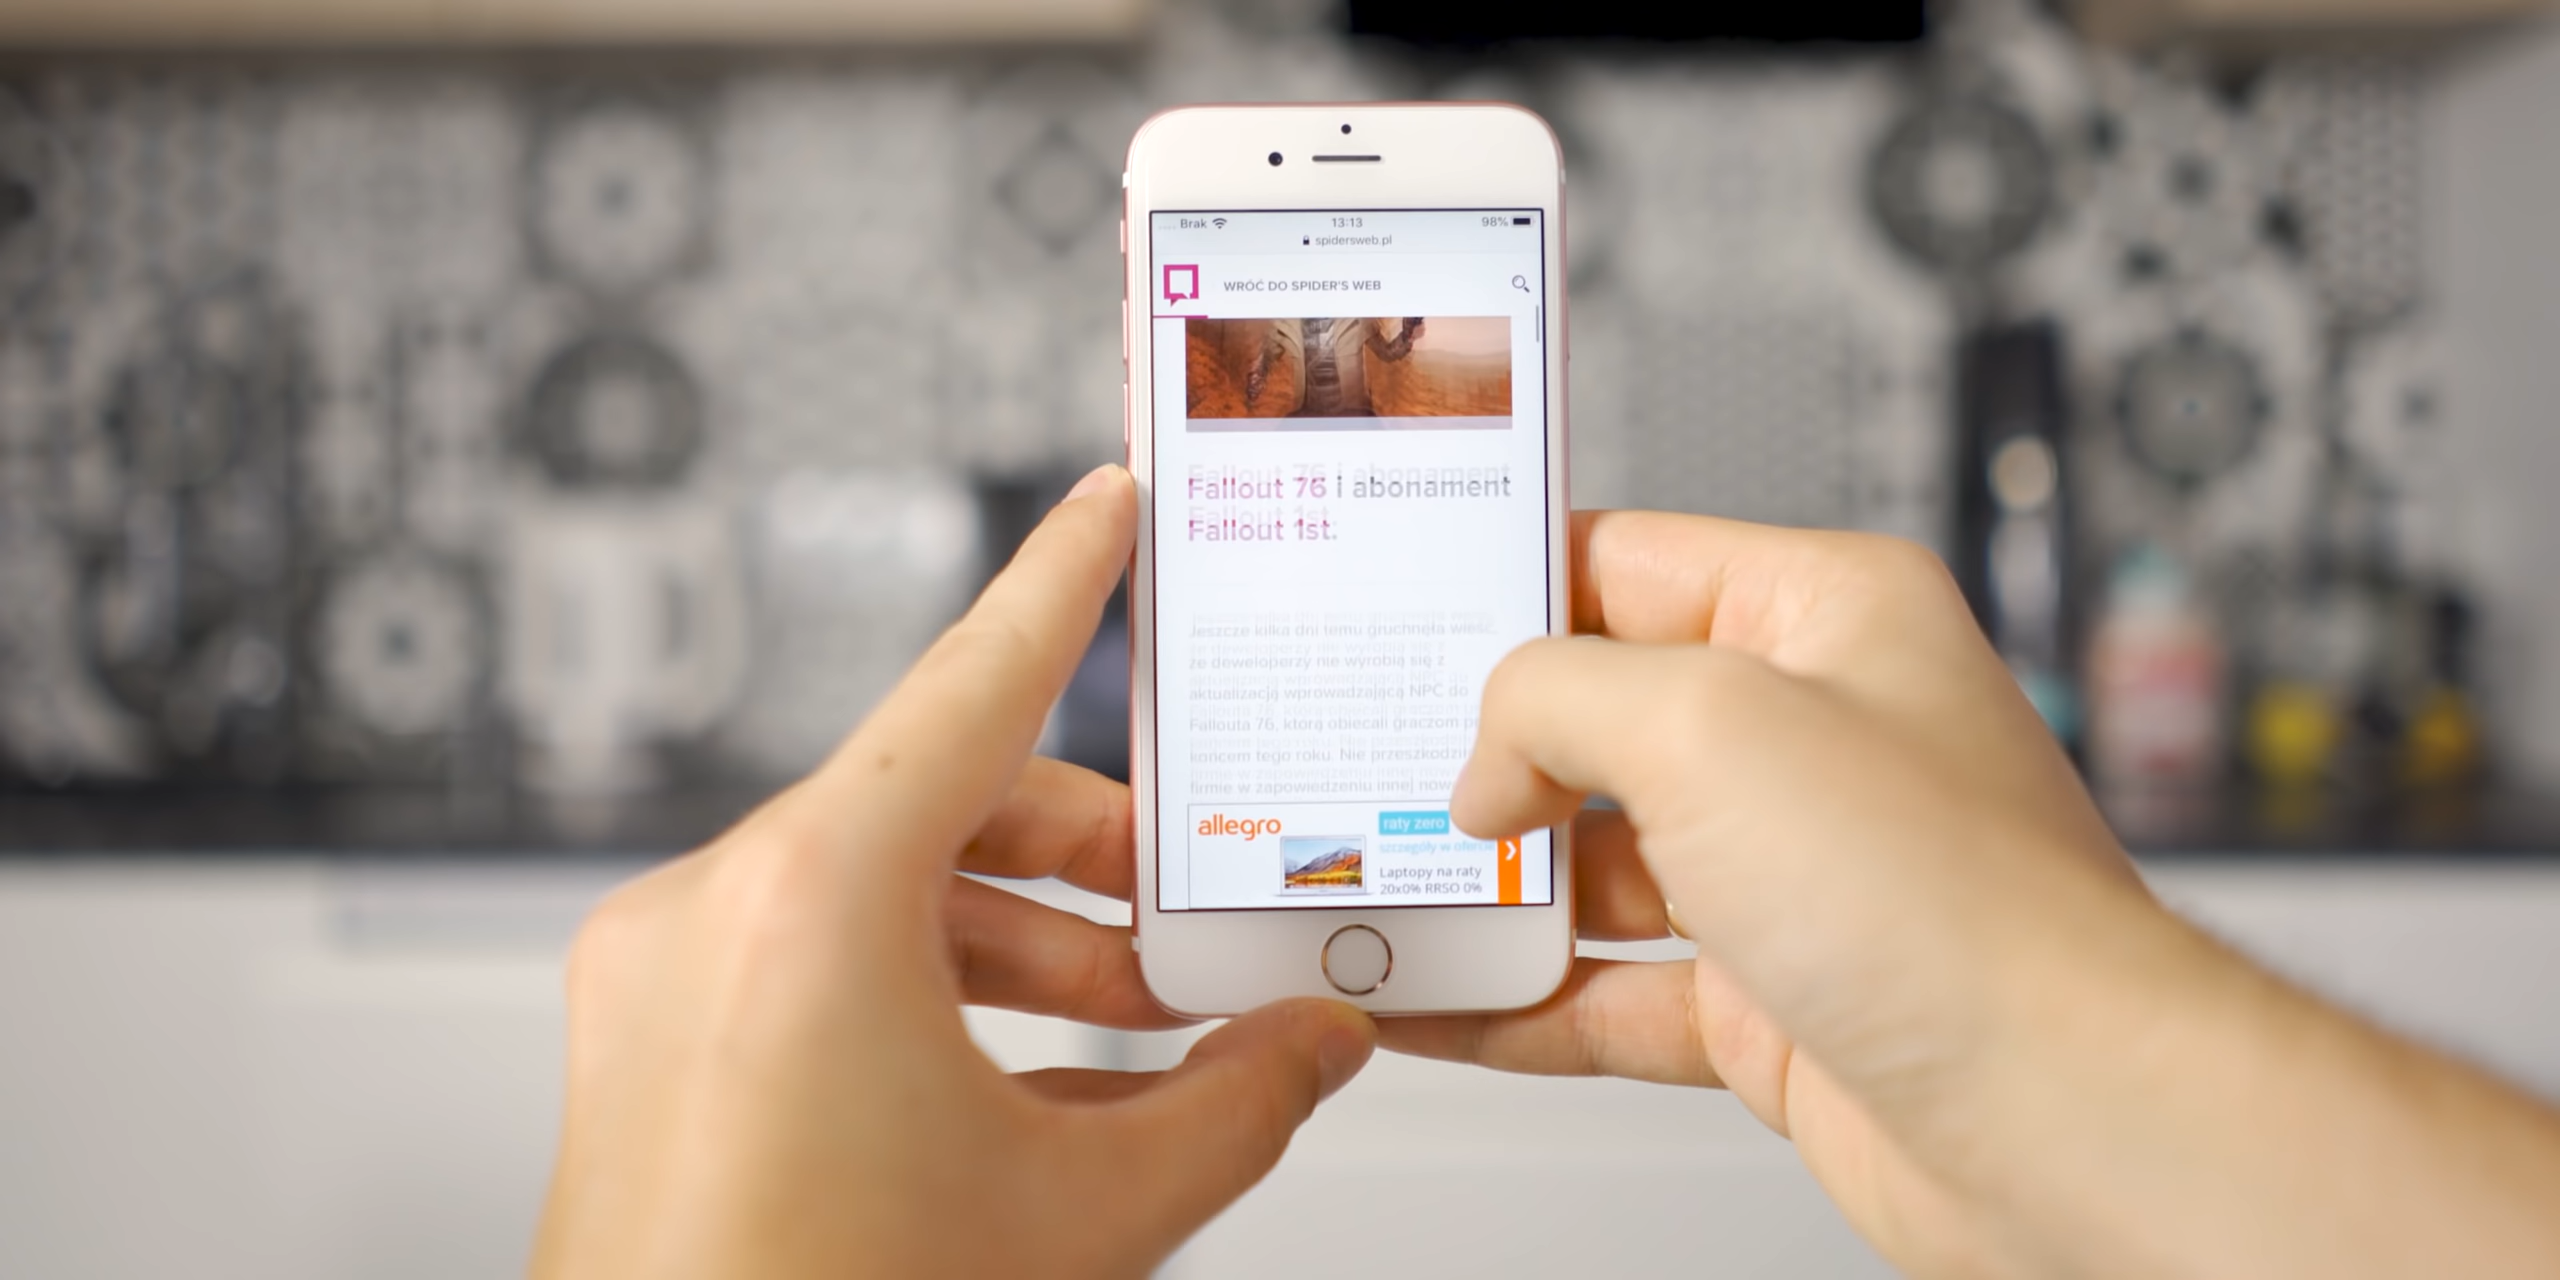 Brak 13:13 98%
spidersweb.pl
WRÓĆ DO SPIDER'S WEB
Fallout 76 i abonament
Fallout 1st.
Jeszcze kilka dni temu gruchnęła wieść,
że deweloperzy nie wyrobią się z
aktualizacją wprowadzającą NPC do
Fallouta 76, którą obiecali graczom
końcem tego roku. Nie
firmie w zapowiedzeniu innej
allegro
raty zero
szczegóły w ofercie
Laptopy na raty
20x0% RRSO 0%